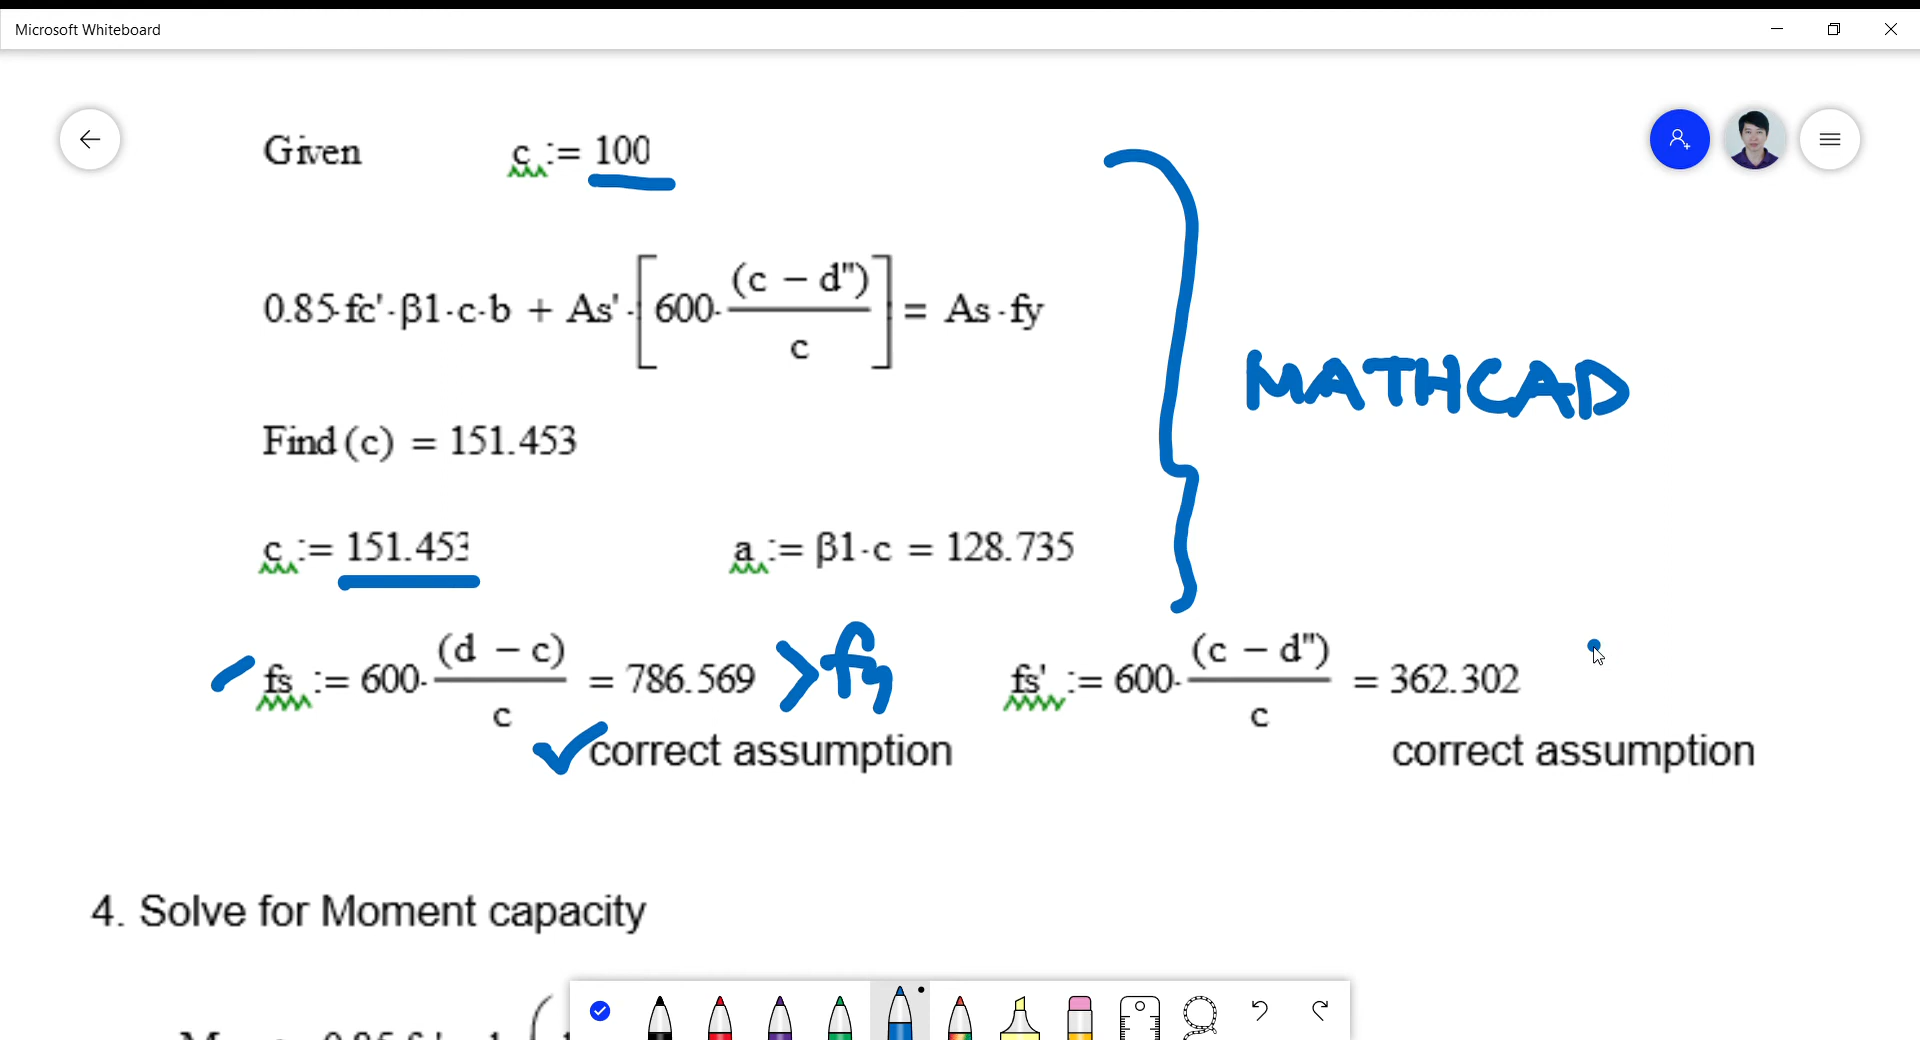 Microsoft Whiteboard
Given c := 100
0.85·fc'·β1·c·b + As'·[600·(c − d'')/c] = As·fy
MATHCAD
Find(c) = 151.453
c := 151.453 a := β1·c = 128.735
fs := 600·(d − c)/c = 786.569 >fy fs' := 600·(c − d'')/c = 362.302
correct assumption correct assumption
4. Solve for Moment capacity